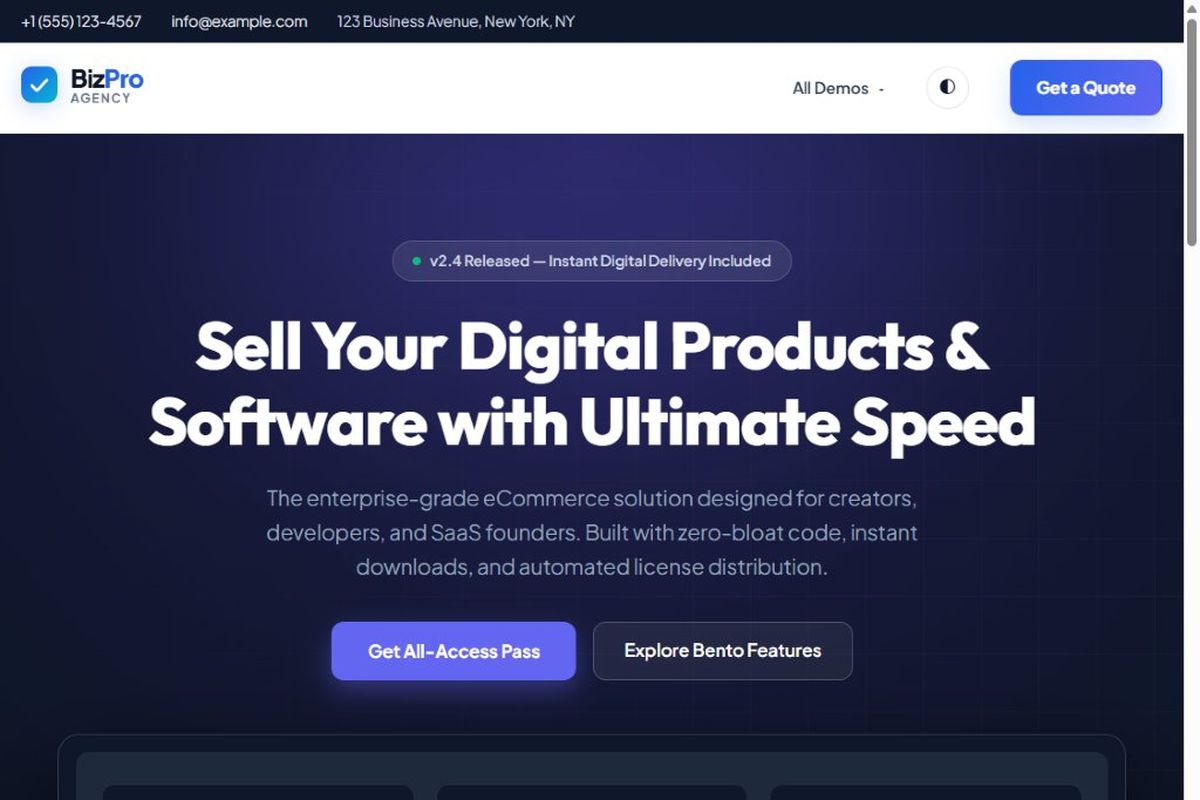 +1 (555) 123-4567 info@example.com 123 Business Avenue, New York, NY
BizPro
AGENCY
All Demos -
Get a Quote
v2.4 Released — Instant Digital Delivery Included
Sell Your Digital Products &
Software with Ultimate Speed
The enterprise-grade eCommerce solution designed for creators,
developers, and SaaS founders. Built with zero-bloat code, instant
downloads, and automated license distribution.
Get All-Access Pass
Explore Bento Features